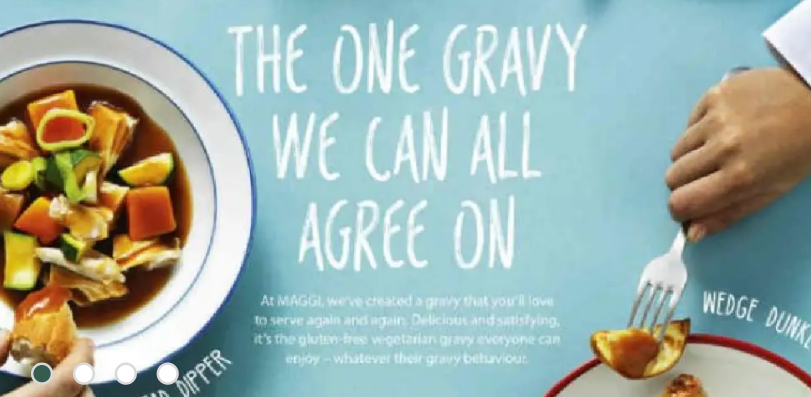 THE ONE GRAVY
WE CAN ALL
AGREE ON
At MAGGI, we've created a gravy that you'll love
to serve again and again. Delicious and satisfying,
it's the gluten-free vegetarian gravy everyone can
enjoy – whatever their gravy behaviour.
WEDGE
DIPPER